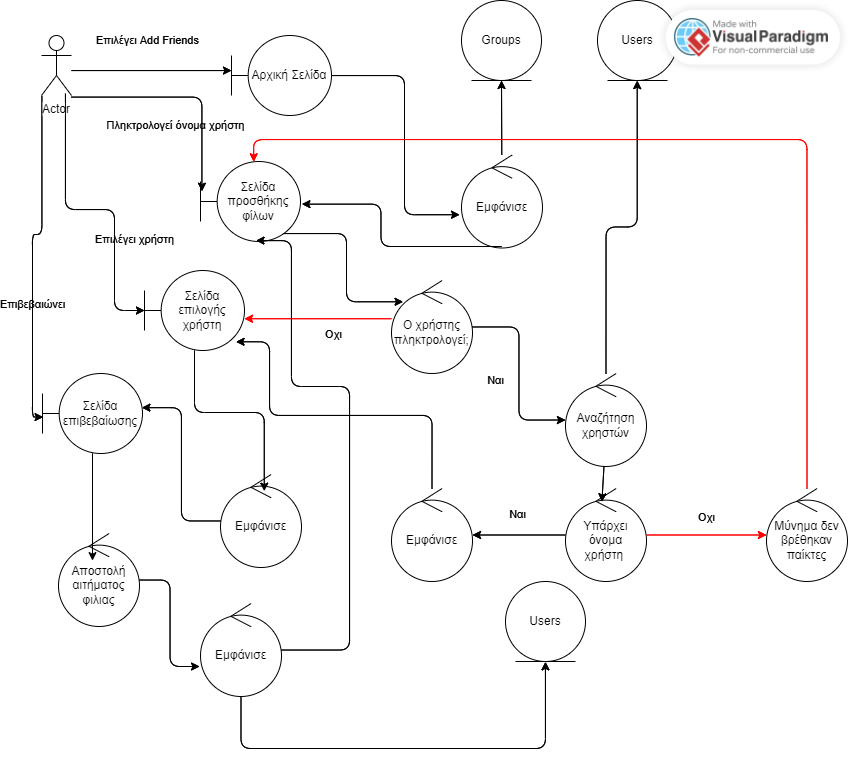 Made with
Visual Paradigm
For non-commercial use
Επιλέγει Add Friends
Groups
Users
Αρχική Σελίδα
Actor
Πληκτρολογεί όνομα χρήστη
Σελίδα
προσθήκης
φίλων
Εμφάνισε
Επιλέγει χρήστη
Επιβεβαιώνει
Σελίδα
επιλογής
χρήστη
Ο χρήστης
πληκτρολογεί;
Οχι
Ναι
Σελίδα
επιβεβαίωσης
Αναζήτηση
χρηστών
Εμφάνισε
Εμφάνισε
Ναι
Υπάρχει
όνομα
χρήστη
Οχι
Μύνημα δεν
βρέθηκαν
παίκτες
Αποστολή
αιτήματος
φιλιας
Εμφάνισε
Users